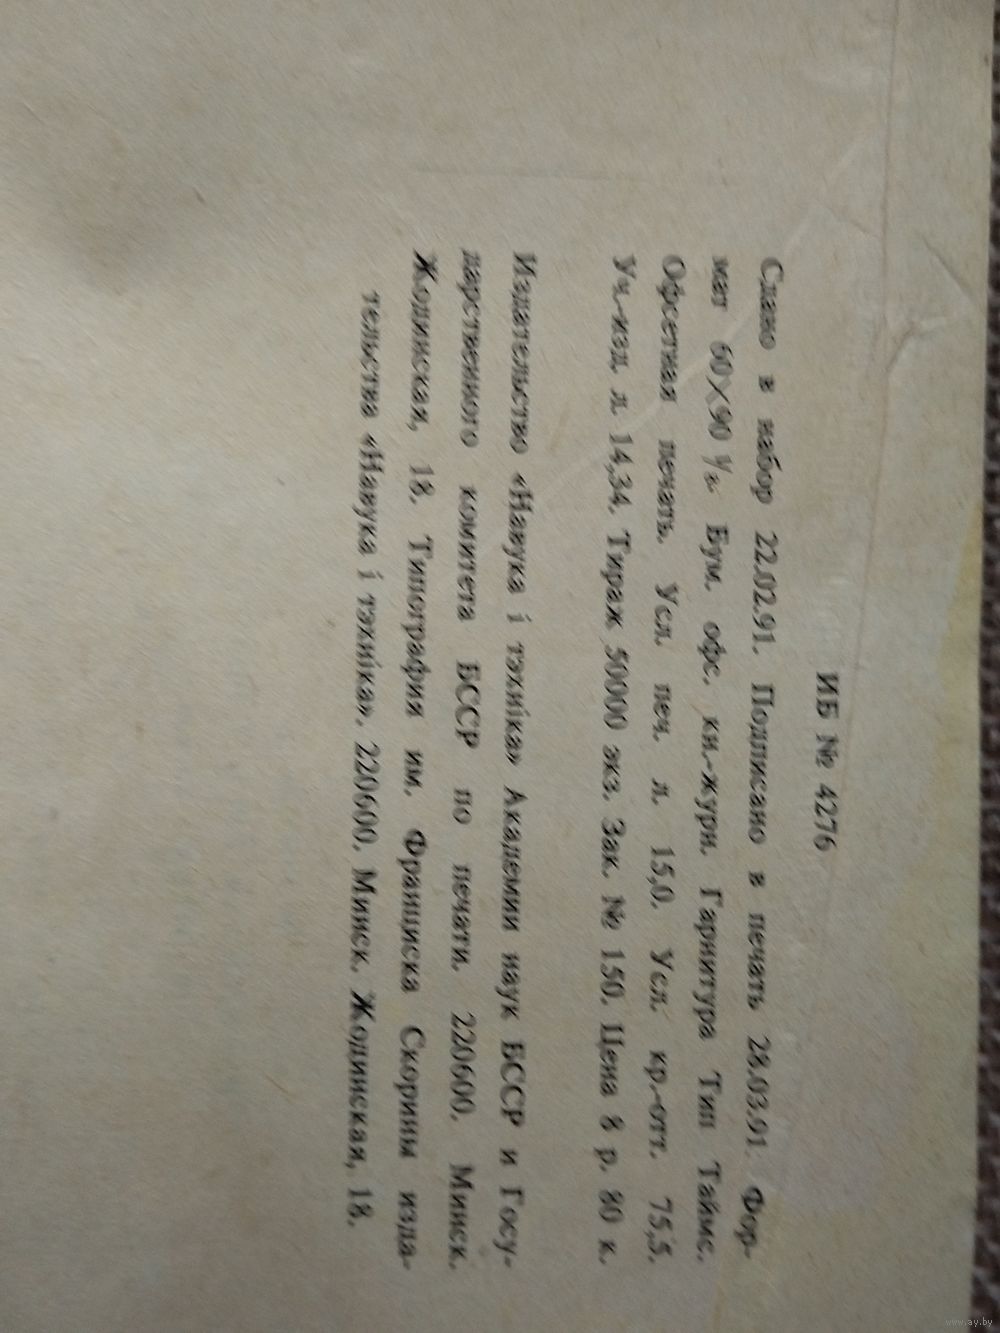 ИБ № 4276
Сдано в набор 22.02.91. Подписано в печать 28.03.91. Фор-
мат 60×90 1/8. Бум. офс. кн.-журн. Гарнитура Тип Таймс.
Офсетная печать. Усл. печ. л. 15,0. Усл. кр.-отт. 75,5.
Уч.-изд. л. 14,34. Тираж 50000 экз. Зак. № 150. Цена 8 р. 80 к.
Издательство «Навука і тэхніка» Академии наук БССР и Госу-
дарственного комитета БССР по печати. 220600. Минск.
Жодинская, 18. Типография им. Франциска Скорины изда-
тельства «Навука і тэхніка». 220600. Минск. Жодинская, 18.
www.ay.by